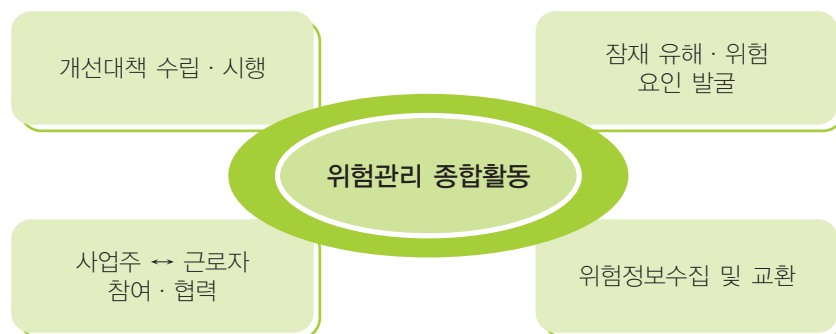 개선대책 수립 · 시행
잠재 유해 · 위험
요인 발굴
위험관리 종합활동
사업주 ↔ 근로자
참여 · 협력
위험정보수집 및 교환